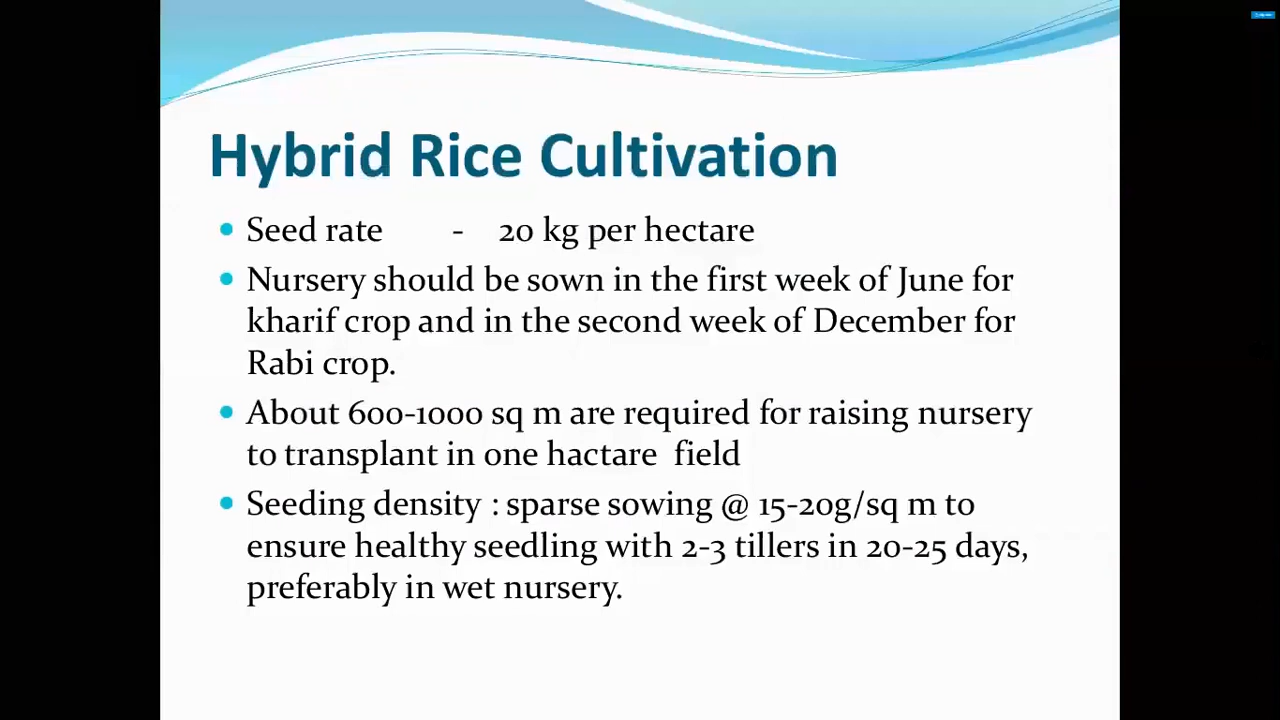 Hybrid Rice Cultivation
• Seed rate - 20 kg per hectare
• Nursery should be sown in the first week of June for
kharif crop and in the second week of December for
Rabi crop.
• About 600-1000 sq m are required for raising nursery
to transplant in one hactare field
• Seeding density : sparse sowing @ 15-20g/sq m to
ensure healthy seedling with 2-3 tillers in 20-25 days,
preferably in wet nursery.